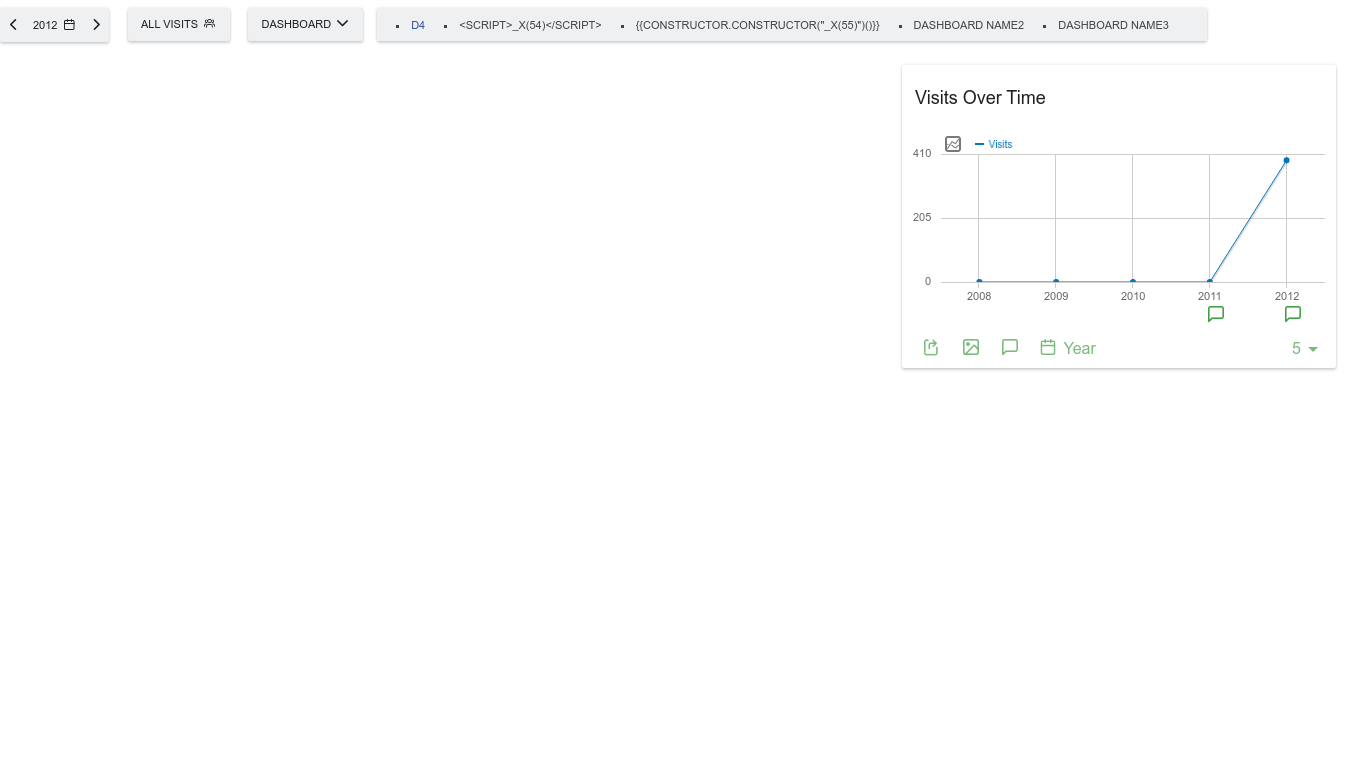 2012
ALL VISITS
DASHBOARD
D4
<SCRIPT>_X(54)</SCRIPT>
{{CONSTRUCTOR.CONSTRUCTOR("_X(55)")()}}
DASHBOARD NAME2
DASHBOARD NAME3
Visits Over Time
Visits
410
205
0
2008 2009 2010 2011 2012
Year
5